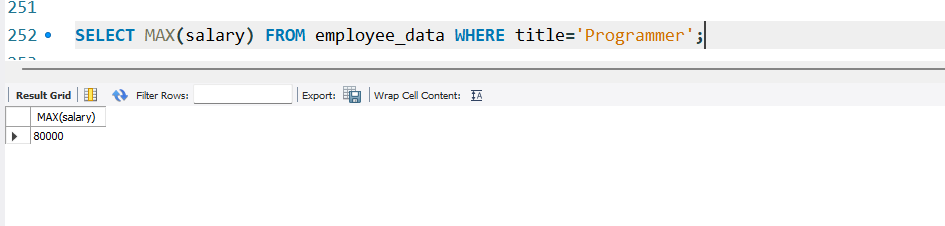 251
252 SELECT MAX(salary) FROM employee_data WHERE title='Programmer';
Result Grid Filter Rows: Export: Wrap Cell Content: IA
MAX(salary)
80000